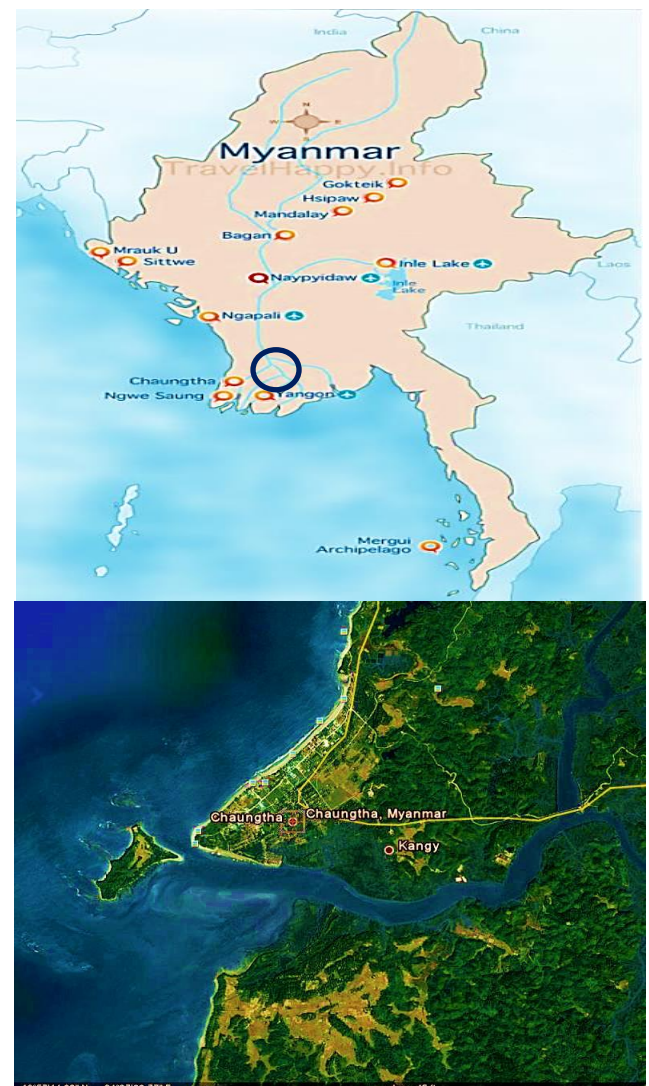 India
China
N
W E
S
Myanmar
TravelHappy.Info
Gokteik
Hsipaw
Mandalay
Bagan
Mrauk U
Sittwe
Inle Lake
Naypyidaw
Inle
Lake
Laos
Ngapali
Thailand
Chaungtha
Ngwe Saung
Yangon
Mergui
Archipelago
Chaungtha
Chaungtha, Myanmar
Kangy